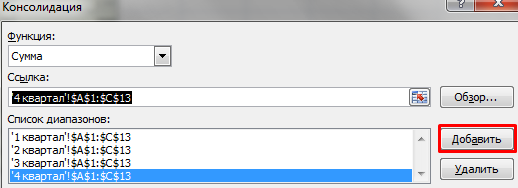 Консолидация
Функция:
Сумма
Ссылка:
'4 квартал'!$A$1:$C$13
Обзор...
Список диапазонов:
'1 квартал'!$A$1:$C$13
'2 квартал'!$A$1:$C$13
'3 квартал'!$A$1:$C$13
'4 квартал'!$A$1:$C$13
Добавить
Удалить